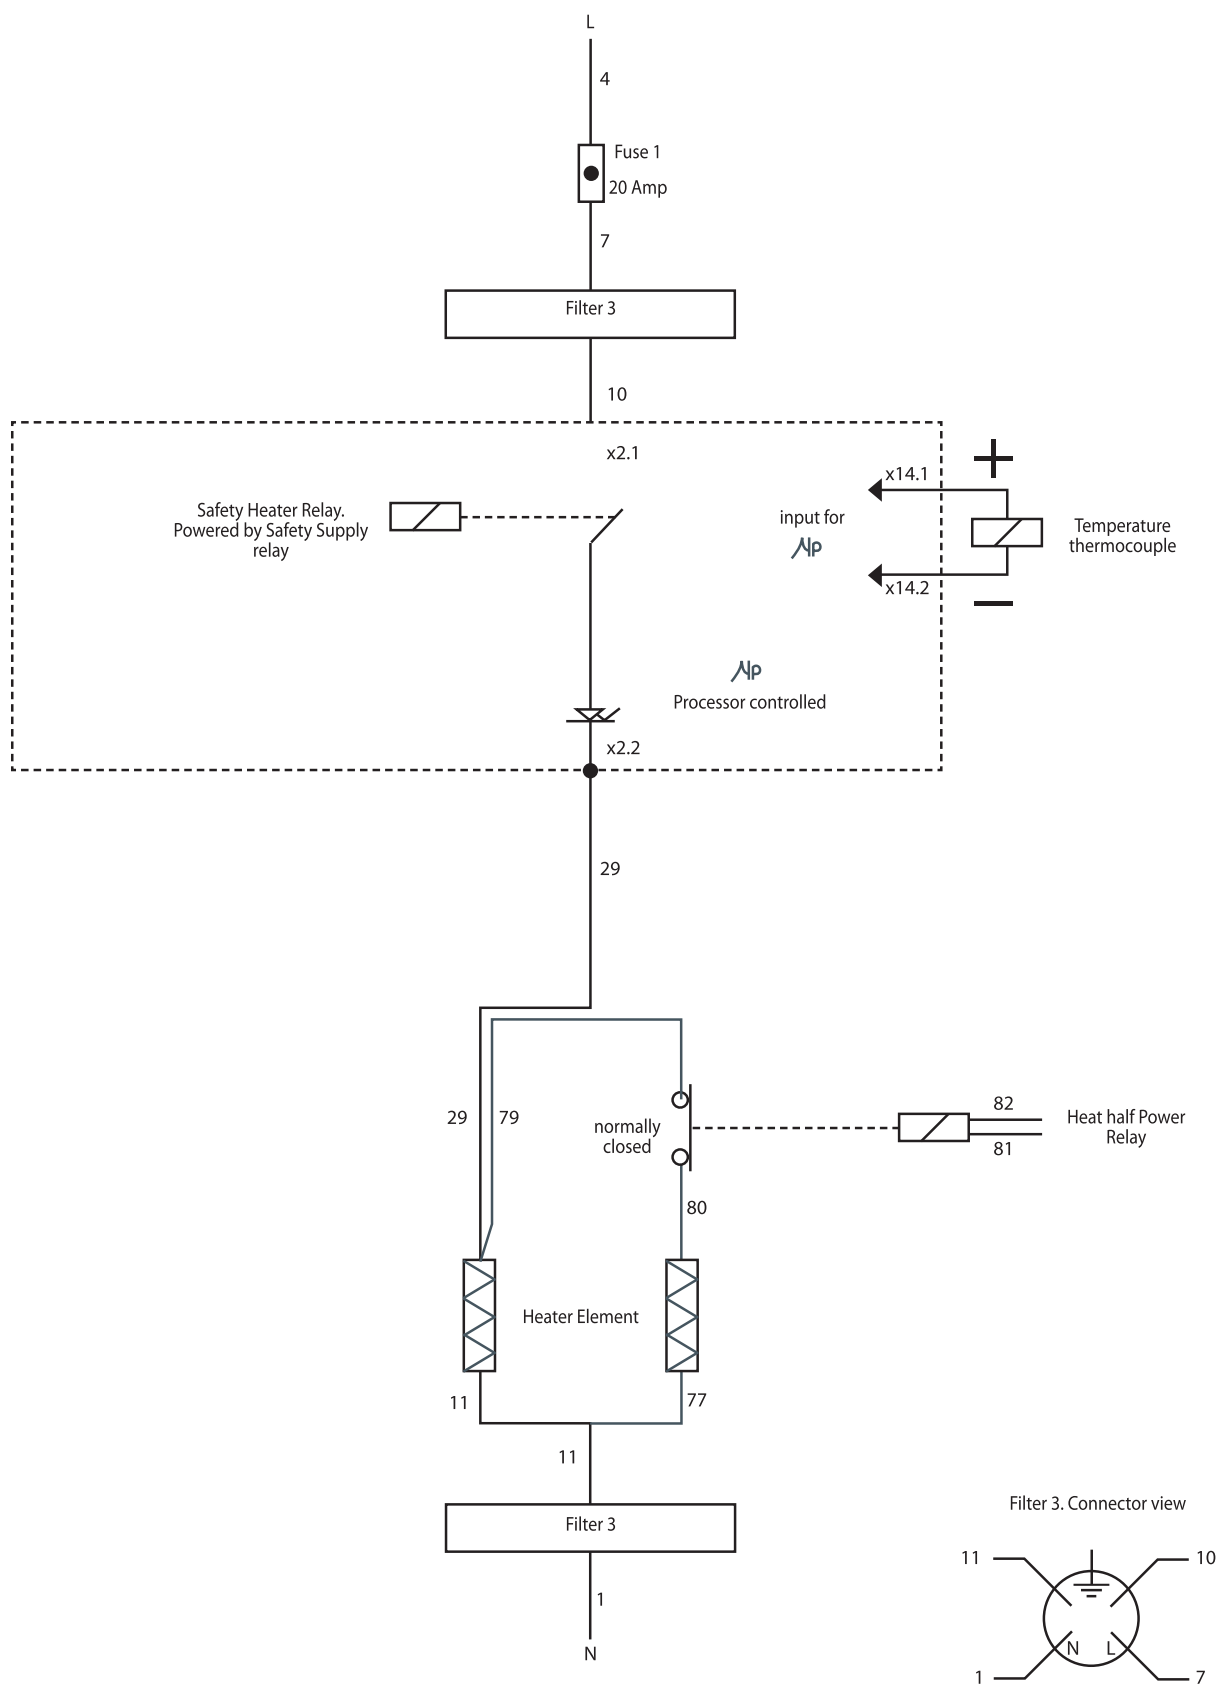 L
4
Fuse 1
20 Amp
7
Filter 3
10
x2.1
x14.1
Safety Heater Relay.
Powered by Safety Supply
relay
input for
Temperature
thermocouple
x14.2
Processor controlled
x2.2
29
29
79
normally
closed
82
81
Heat half Power
Relay
80
Heater Element
11
77
11
Filter 3
1
N
Filter 3. Connector view
11
10
N
L
1
7